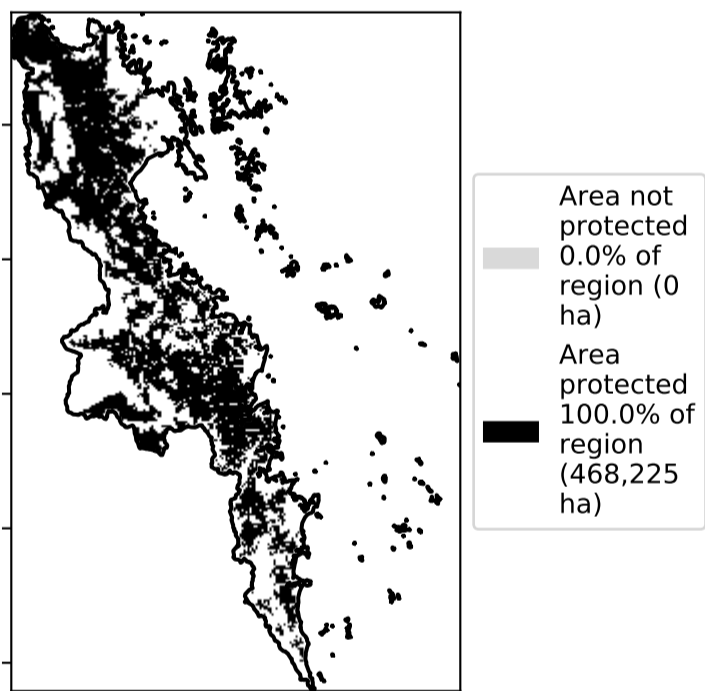 Area not
protected
0.0% of
region (0
ha)
Area
protected
100.0% of
region
(468,225
ha)